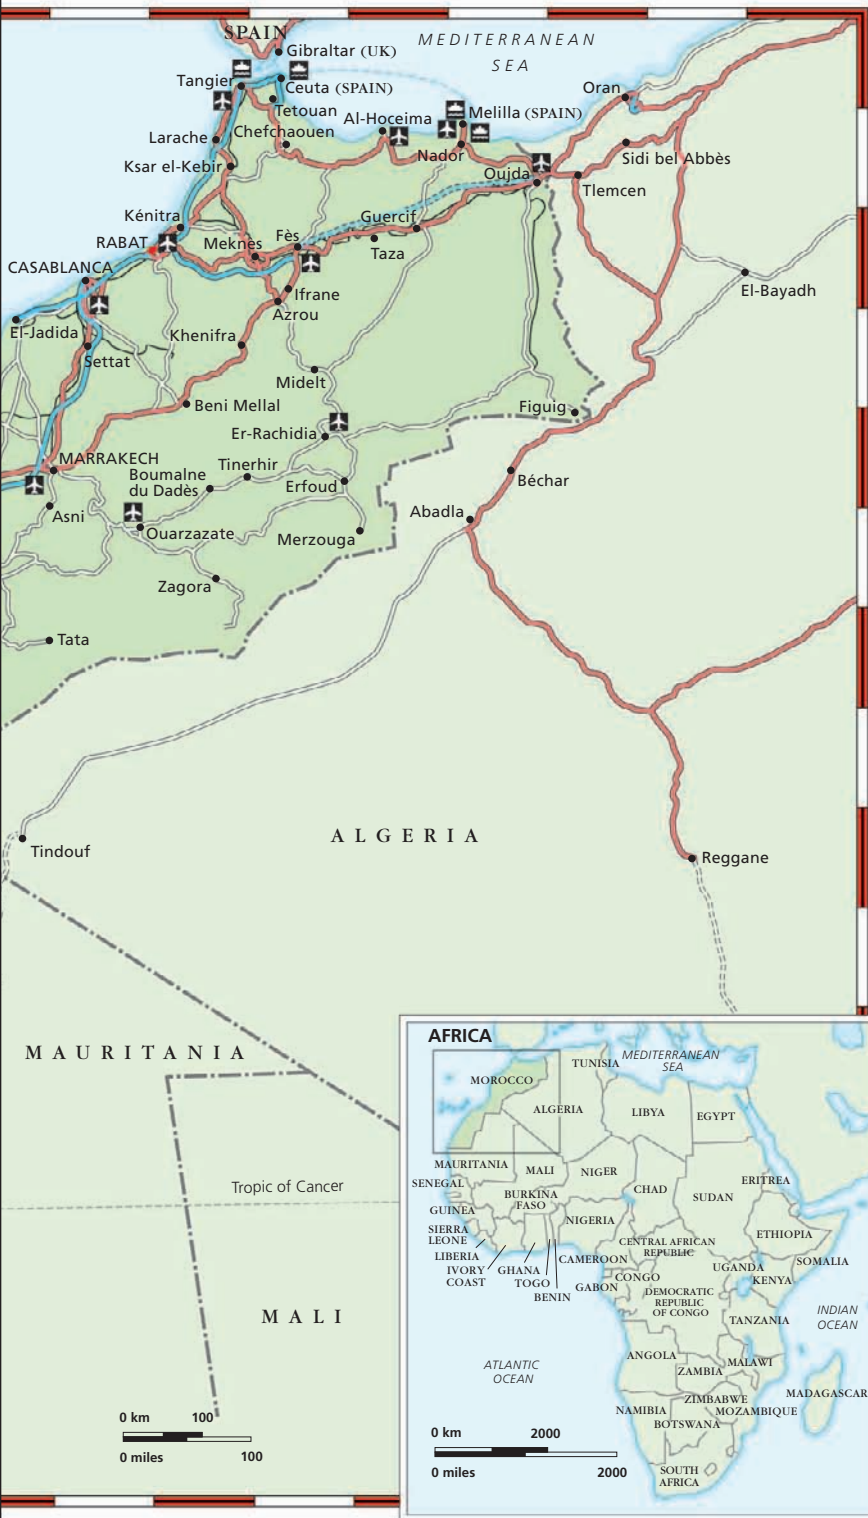 SPAIN
Gibraltar (UK)
MEDITERRANEAN
SEA
Tangier
Ceuta (SPAIN)
Oran
Tetouan
Al-Hoceima
Melilla (SPAIN)
Larache
Chefchaouen
Nador
Sidi bel Abbès
Ksar el-Kebir
Oujda
Tlemcen
Kénitra
Guercif
RABAT
Meknès
Fès
Taza
CASABLANCA
El-Bayadh
Ifrane
Azrou
El-Jadida
Khenifra
Settat
Midelt
Beni Mellal
Figuig
Er-Rachidia
MARRAKECH
Boumalne
du Dadès
Tinerhir
Erfoud
Béchar
Asni
Abadla
Ouarzazate
Merzouga
Zagora
Tata
ALGERIA
Tindouf
Reggane
MAURITANIA
Tropic of Cancer
MALI
0 km 100
0 miles 100
AFRICA
MEDITERRANEAN
SEA
TUNISIA
MOROCCO
ALGERIA
LIBYA
EGYPT
MAURITANIA
MALI
NIGER
SENEGAL
CHAD
ERITREA
BURKINA
FASO
SUDAN
GUINEA
NIGERIA
SIERRA
LEONE
ETHIOPIA
CENTRAL AFRICAN
REPUBLIC
LIBERIA
CAMEROON
SOMALIA
IVORY
COAST
GHANA
UGANDA
TOGO
CONGO
KENYA
BENIN
GABON
DEMOCRATIC
REPUBLIC
OF CONGO
TANZANIA
INDIAN
OCEAN
ANGOLA
MALAWI
ATLANTIC
OCEAN
ZAMBIA
MADAGASCAR
ZIMBABWE
NAMIBIA
MOZAMBIQUE
BOTSWANA
0 km 2000
0 miles 2000
SOUTH
AFRICA